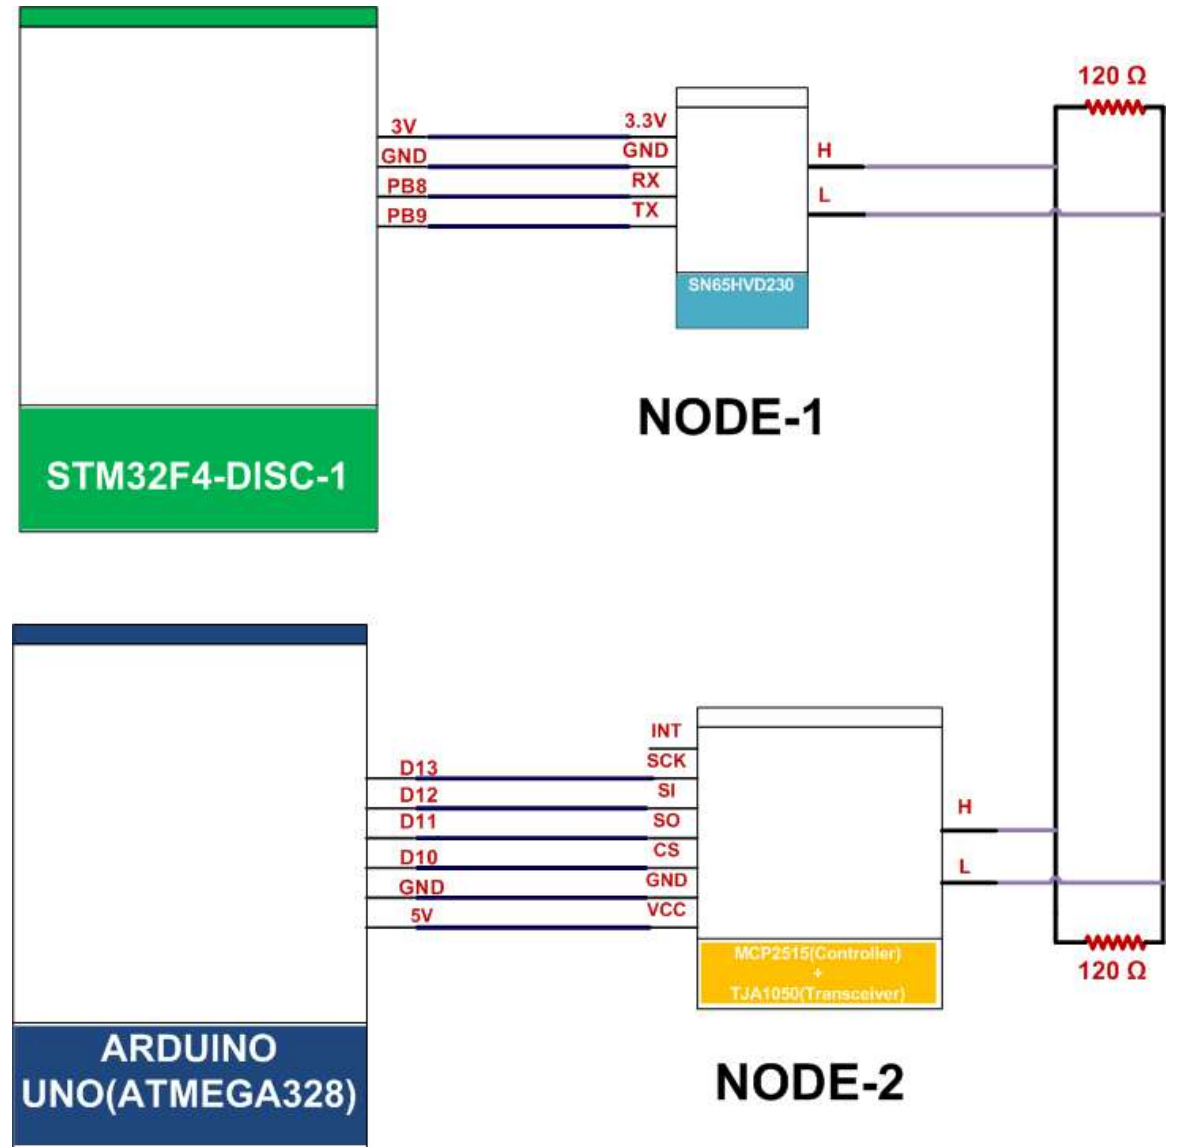 120 Ω
3V
3.3V
GND
GND
H
PB8
RX
L
PB9
TX
SN65HVD230
NODE-1
STM32F4-DISC-1
INT
D13
SCK
D12
SI
D11
SO
H
D10
CS
L
GND
GND
5V
VCC
MCP2515(Controller)
+
TJA1050(Transceiver)
120 Ω
ARDUINO
UNO(ATMEGA328)
NODE-2